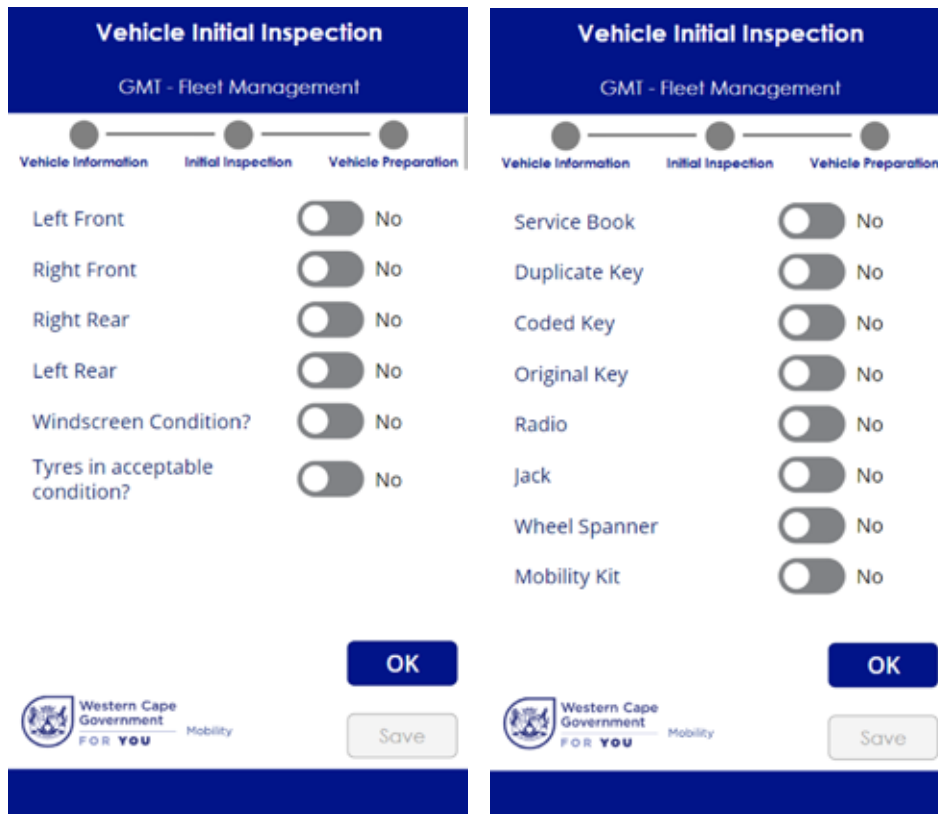 Vehicle Initial Inspection
GMT - Fleet Management
Vehicle Information Initial Inspection Vehicle Preparation
Left Front No
Right Front No
Right Rear No
Left Rear No
Windscreen Condition? No
Tyres in acceptable
condition? No
OK
Western Cape
Government
FOR YOU
Mobility
Save
Vehicle Initial Inspection
GMT - Fleet Management
Vehicle Information Initial Inspection Vehicle Preparation
Service Book No
Duplicate Key No
Coded Key No
Original Key No
Radio No
Jack No
Wheel Spanner No
Mobility Kit No
OK
Western Cape
Government
FOR YOU
Mobility
Save